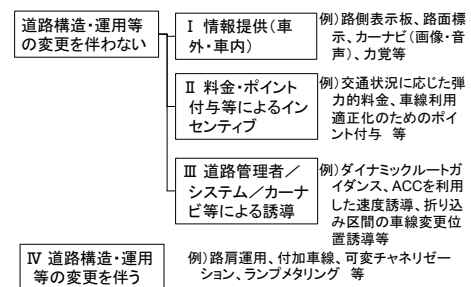 道路構造・運用等
の変更を伴わない
Ⅰ 情報提供(車
外・車内)
例)路側表示板、路面標
示、カーナビ(画像・音
声)、力覚等
Ⅱ 料金・ポイント
付与等によるイン
センティブ
例)交通状況に応じた弾
力的料金、車線利用
適正化のためのポイ
ント付与 等
Ⅲ 道路管理者／
システム／カーナ
ビ等による誘導
例)ダイナミックルートガ
イダンス、ACCを利用
した速度誘導、折り込
み区間の車線変更位
置誘導等
Ⅳ 道路構造・運用
等の変更を伴う
例)路肩運用、付加車線、可変チャネリゼー
ション、ランプメタリング 等